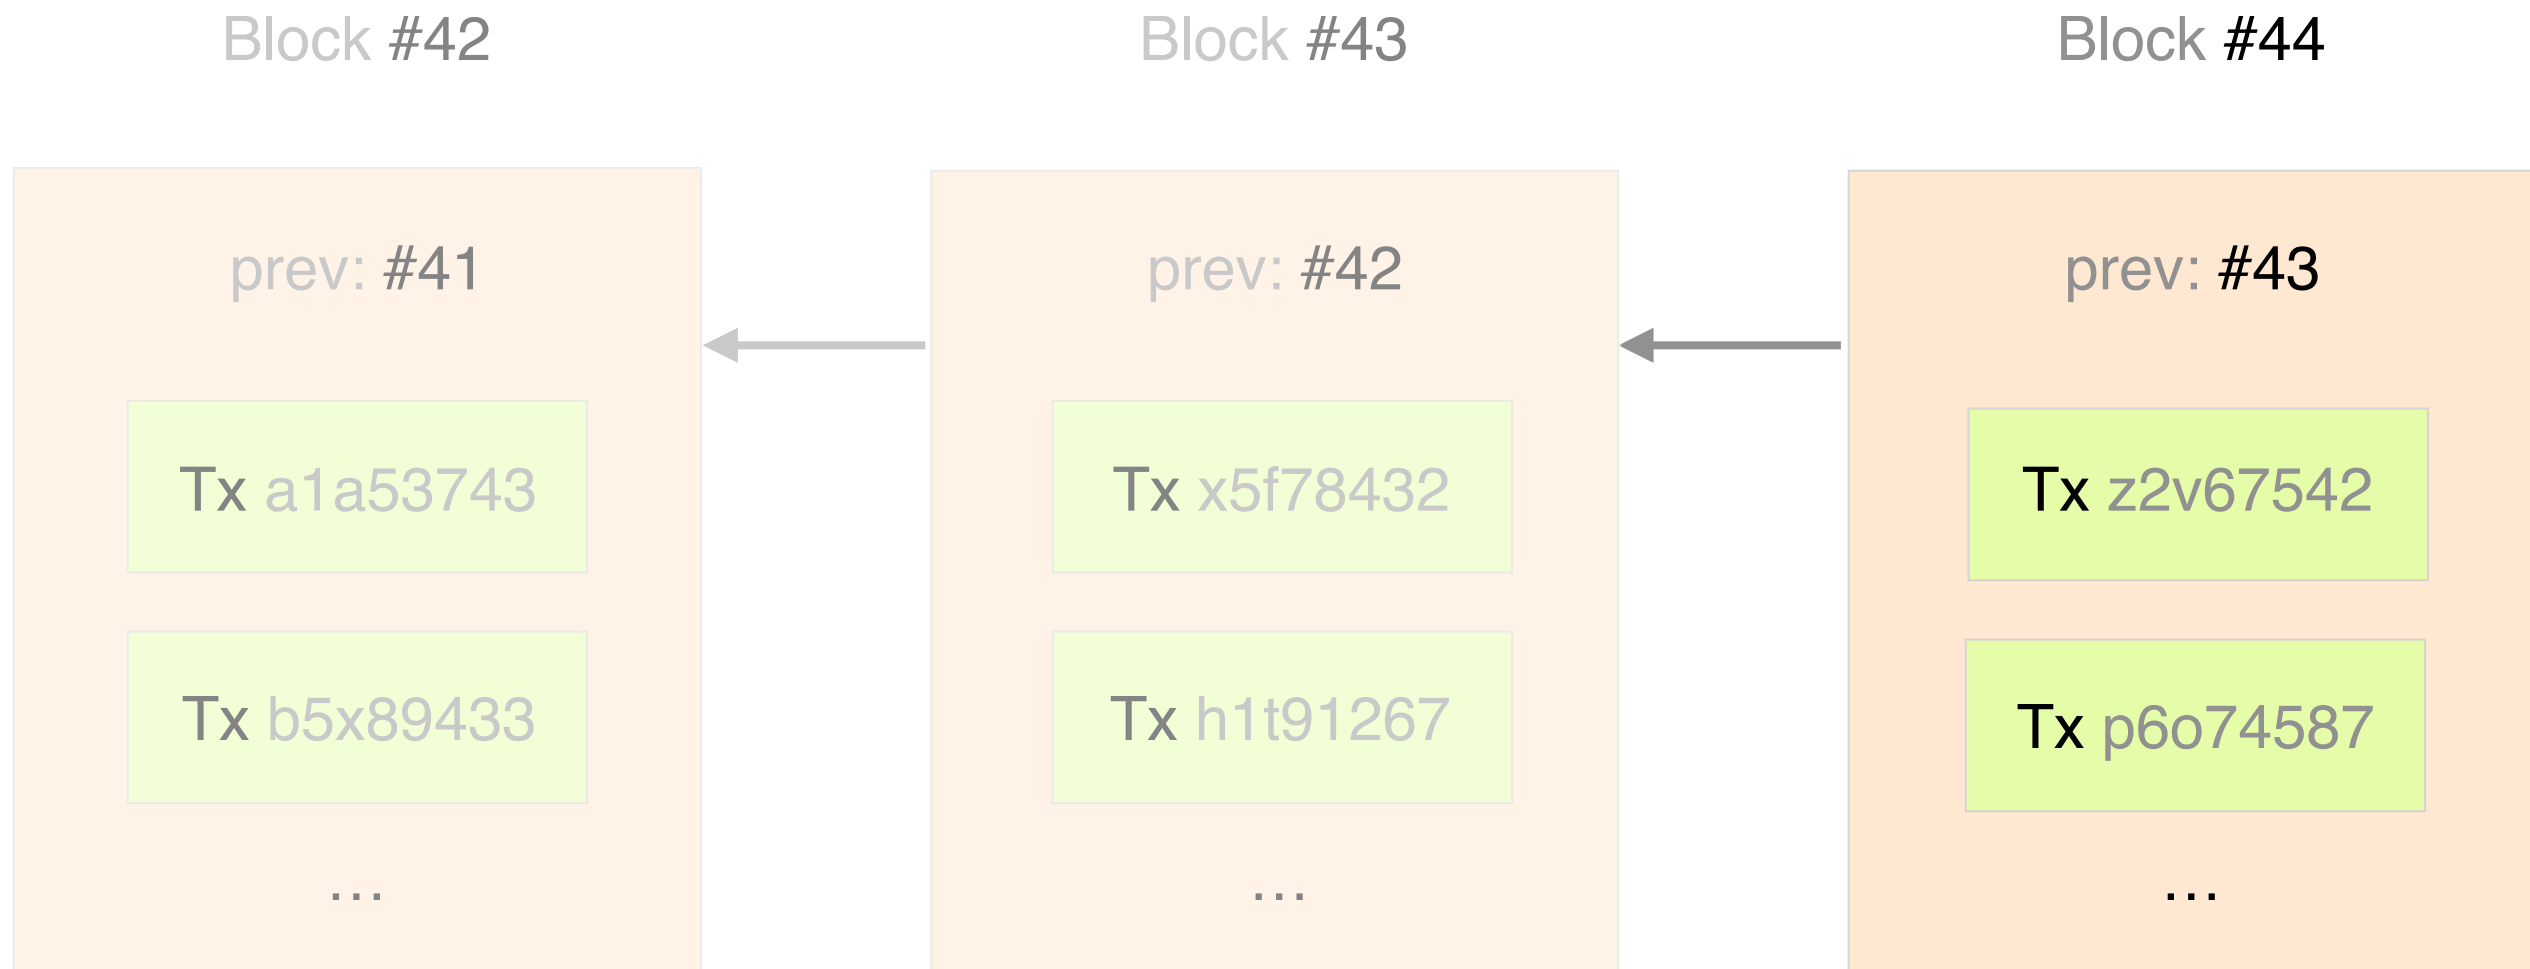 Block #42
prev: #41
Tx a1a53743
Tx b5x89433
...
Block #43
prev: #42
Tx x5f78432
Tx h1t91267
...
Block #44
prev: #43
Tx z2v67542
Tx p6o74587
...